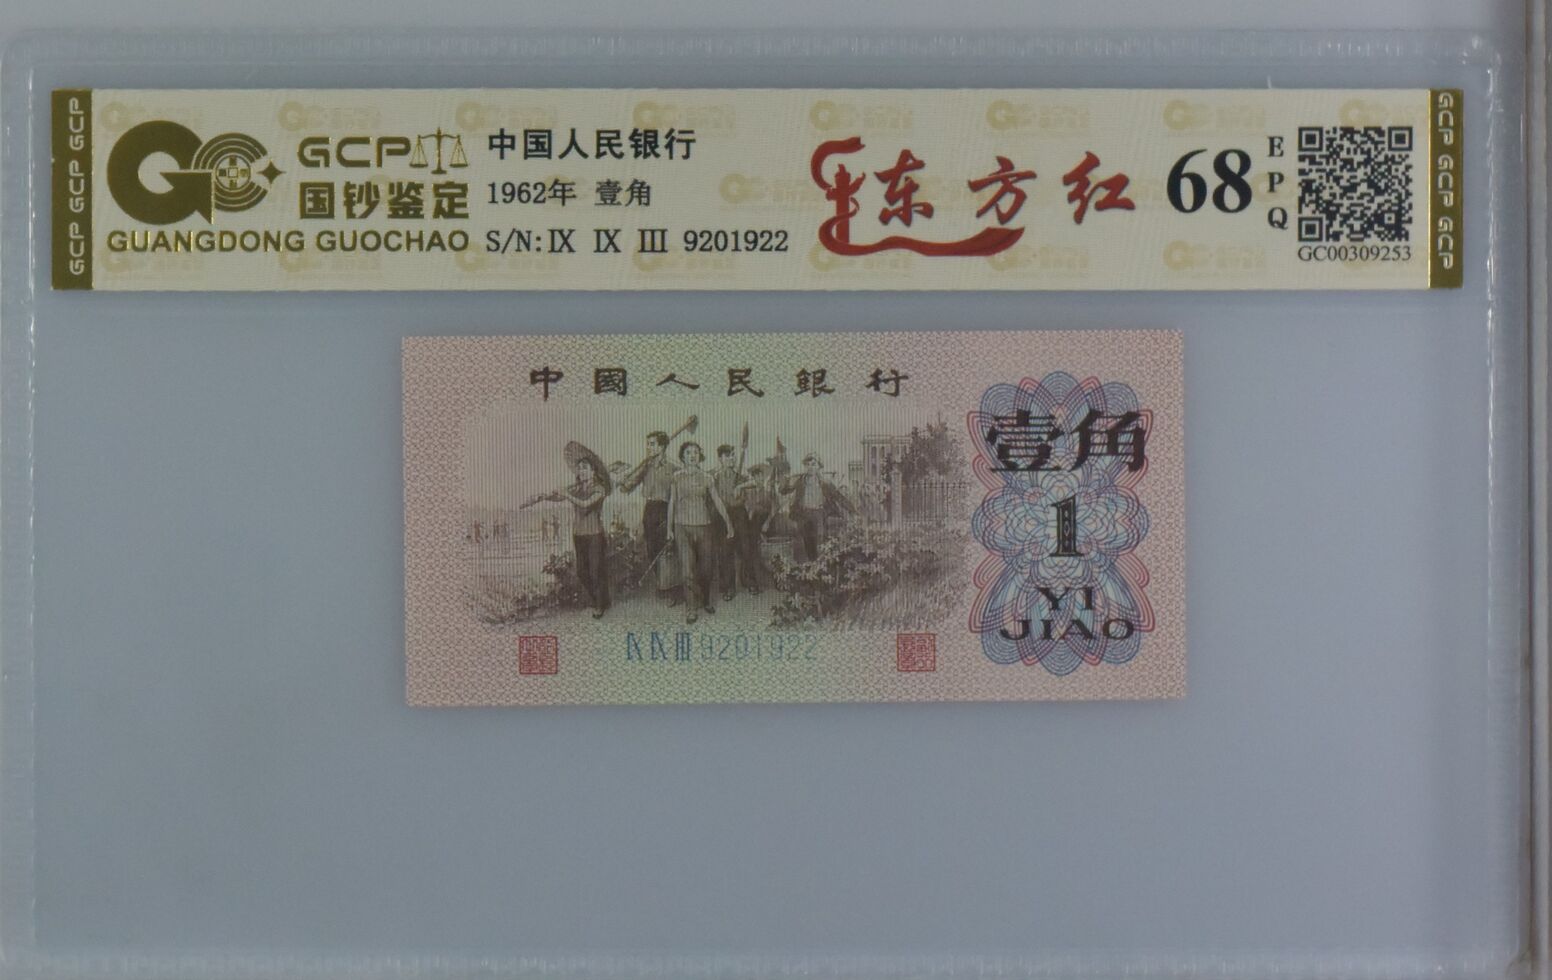 GCP
国钞鉴定
GUANGDONG GUOCHAO
中国人民银行
1962年 壹角
S/N: IX IX III 9201922
东方红
68
EPQ
GC00309253
GCP GCP GCP
GCP GCP GCP
中國人民銀行
壹角
1
YI
JIAO
IX IX III 9201922